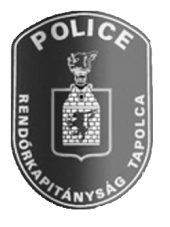 POLICE
RENDŐRKAPITÁNYSÁG TAPOLCA